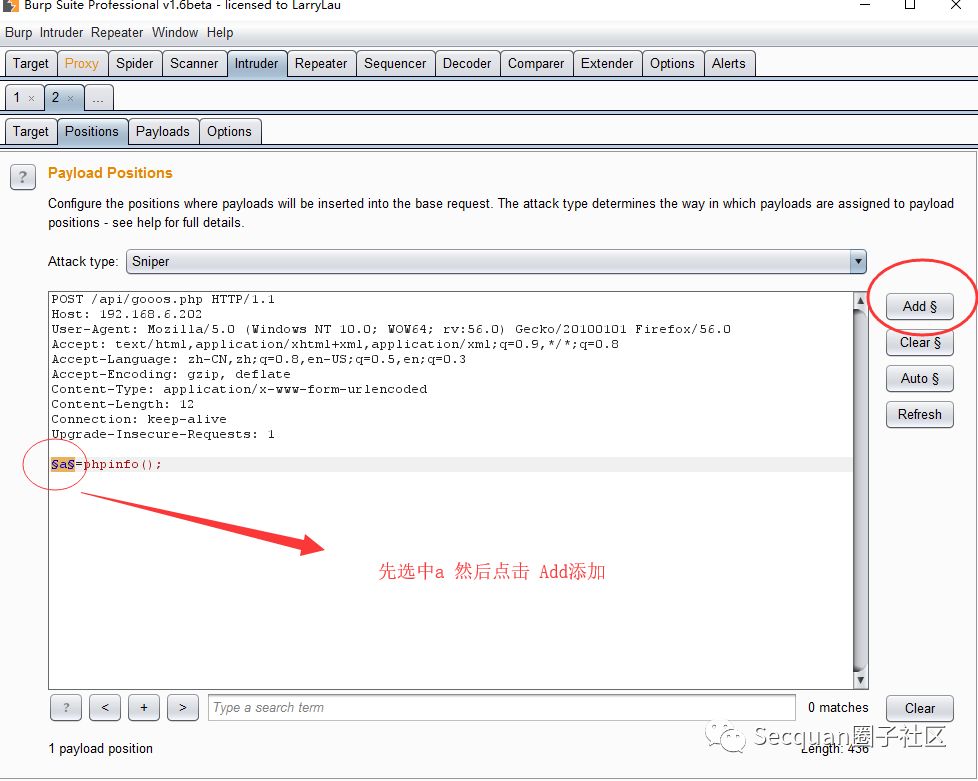 Burp Suite Professional v1.6beta - licensed to LarryLau
Burp Intruder Repeater Window Help
Target Proxy Spider Scanner Intruder Repeater Sequencer Decoder Comparer Extender Options Alerts
1 × 2 × ...
Target Positions Payloads Options
? Payload Positions
Configure the positions where payloads will be inserted into the base request. The attack type determines the way in which payloads are assigned to payload
positions - see help for full details.
Attack type: Sniper
Add §
Clear §
Auto §
Refresh
POST /api/gooos.php HTTP/1.1
Host: 192.168.6.202
User-Agent: Mozilla/5.0 (Windows NT 10.0; WOW64; rv:56.0) Gecko/20100101 Firefox/56.0
Accept: text/html,application/xhtml+xml,application/xml;q=0.9,*/*;q=0.8
Accept-Language: zh-CN,zh;q=0.8,en-US;q=0.5,en;q=0.3
Accept-Encoding: gzip, deflate
Content-Type: application/x-www-form-urlencoded
Content-Length: 12
Connection: keep-alive
Upgrade-Insecure-Requests: 1
§a§=phpinfo();
先选中a 然后点击 Add添加
? < + > Type a search term 0 matches Clear
1 payload position Length: 436
Secquan圈子社区